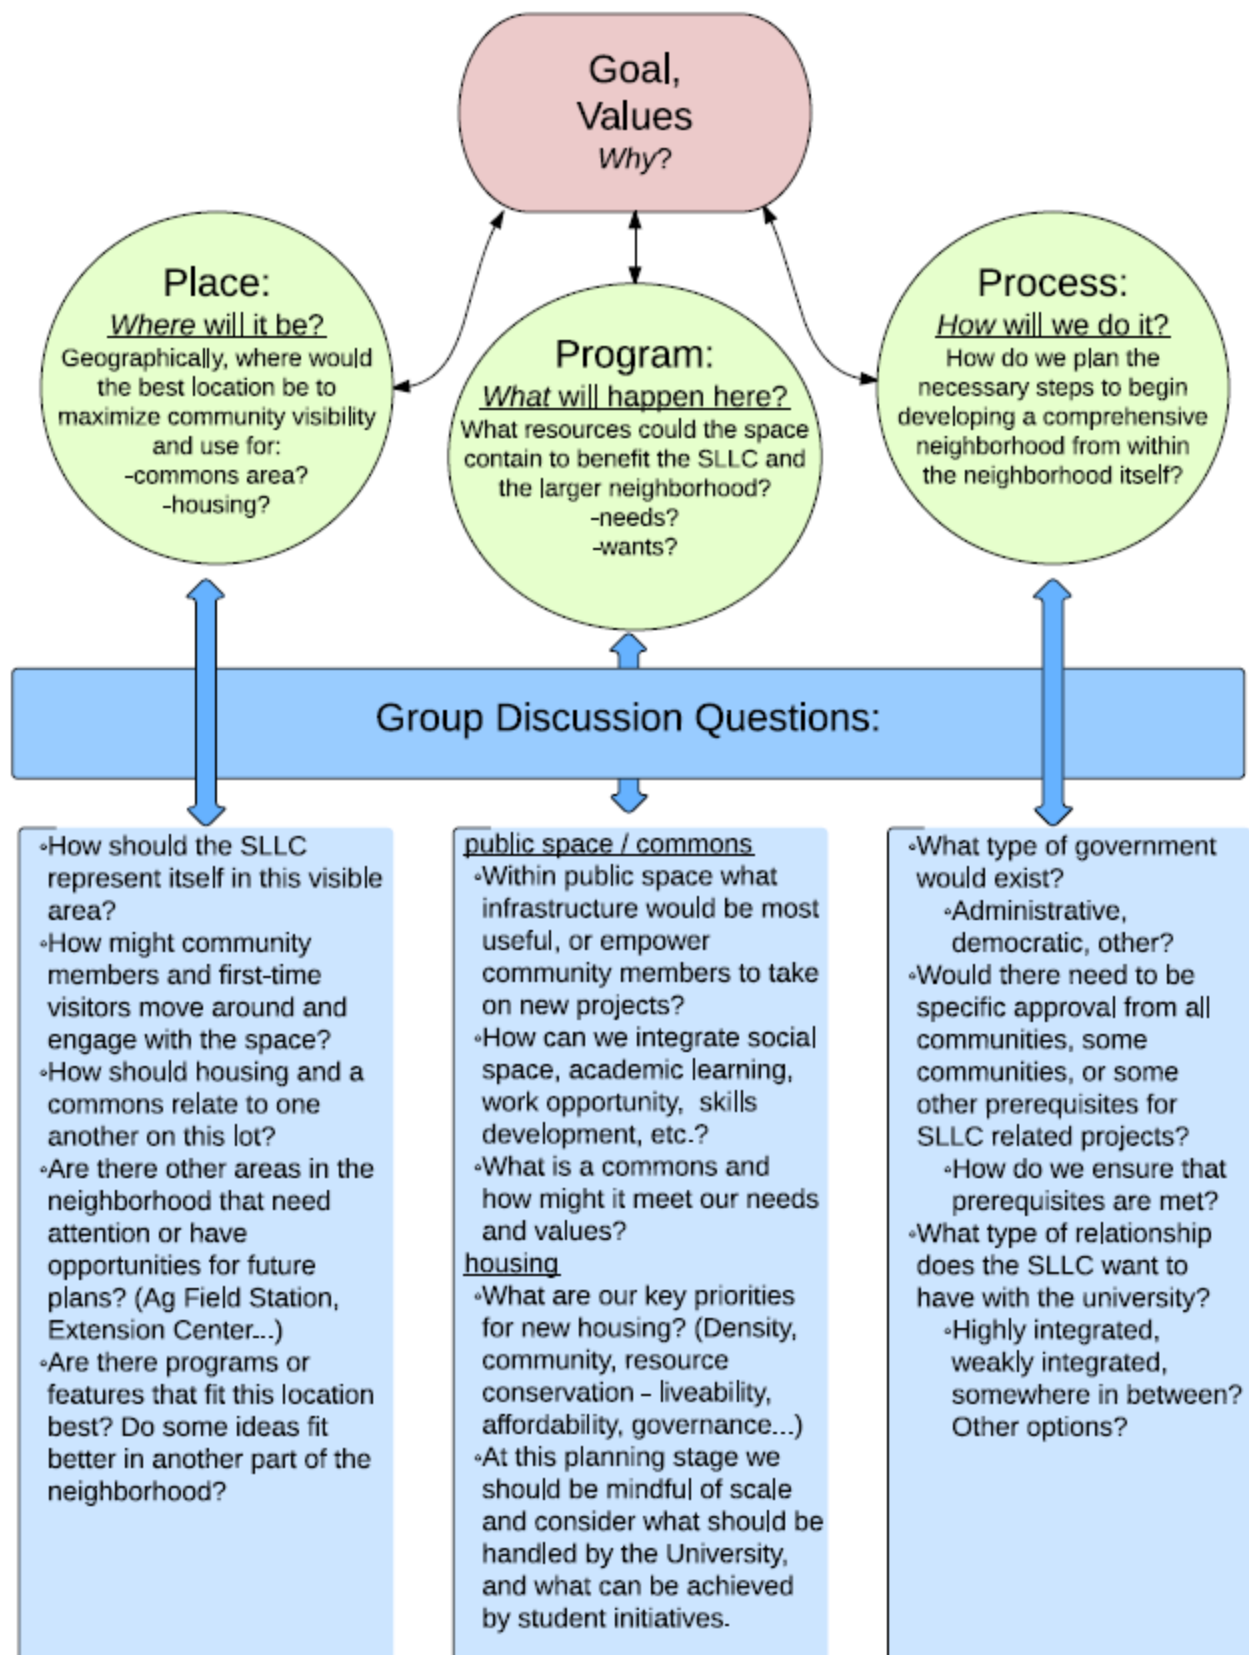 Goal,
Values
Why?
Place:
Where will it be?
Geographically, where would
the best location be to
maximize community visibility
and use for:
-commons area?
-housing?
Program:
What will happen here?
What resources could the space
contain to benefit the SLLC and
the larger neighborhood?
-needs?
-wants?
Process:
How will we do it?
How do we plan the
necessary steps to begin
developing a comprehensive
neighborhood from within
the neighborhood itself?
Group Discussion Questions:
◦How should the SLLC
represent itself in this visible
area?
◦How might community
members and first-time
visitors move around and
engage with the space?
◦How should housing and a
commons relate to one
another on this lot?
◦Are there other areas in the
neighborhood that need
attention or have
opportunities for future
plans? (Ag Field Station,
Extension Center...)
◦Are there programs or
features that fit this location
best? Do some ideas fit
better in another part of the
neighborhood?
public space / commons
◦Within public space what
infrastructure would be most
useful, or empower
community members to take
on new projects?
◦How can we integrate social
space, academic learning,
work opportunity, skills
development, etc.?
◦What is a commons and
how might it meet our needs
and values?
housing
◦What are our key priorities
for new housing? (Density,
community, resource
conservation – liveability,
affordability, governance...)
◦At this planning stage we
should be mindful of scale
and consider what should be
handled by the University,
and what can be achieved
by student initiatives.
◦What type of government
would exist?
◦Administrative,
democratic, other?
◦Would there need to be
specific approval from all
communities, some
communities, or some
other prerequisites for
SLLC related projects?
◦How do we ensure that
prerequisites are met?
◦What type of relationship
does the SLLC want to
have with the university?
◦Highly integrated,
weakly integrated,
somewhere in between?
Other options?